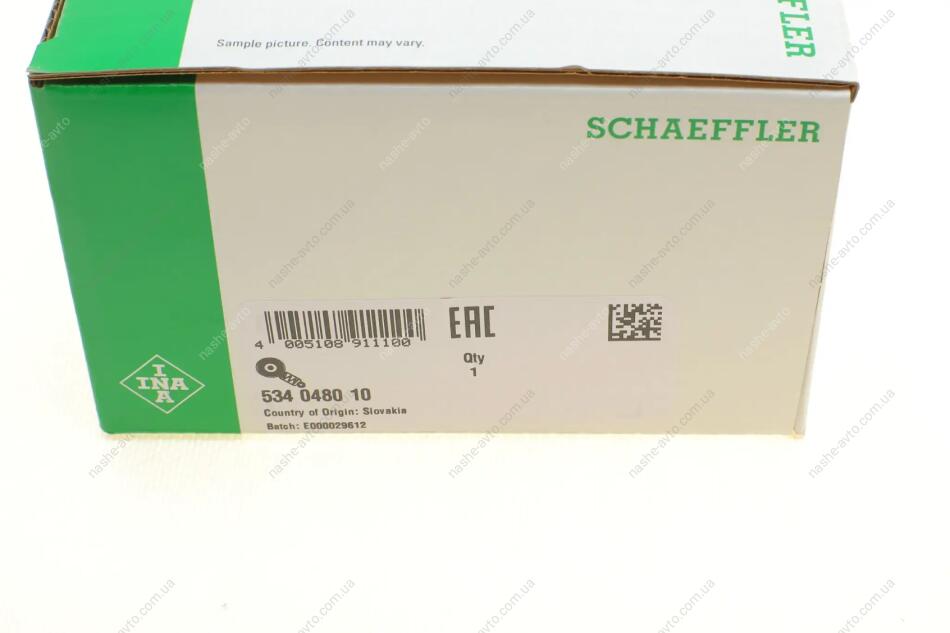 Sample picture. Content may vary.
FFLER
SCHAEFFLER
4 005108 911100
EAC
Qty
1
534 0480 10
Country of Origin: Slovakia
Batch: E000029612
I
INA
A
nashe-avto.com.ua